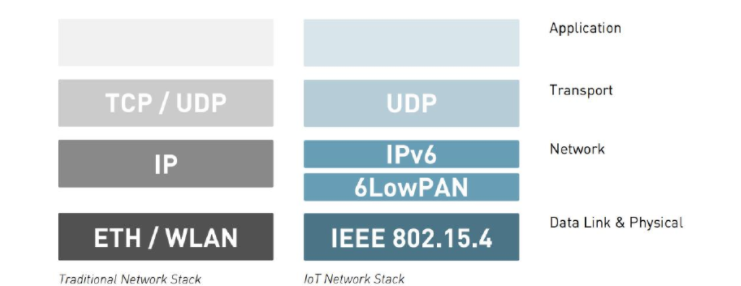 Application
TCP / UDP UDP Transport
IP IPv6 Network
6LowPAN
ETH / WLAN IEEE 802.15.4 Data Link & Physical
Traditional Network Stack IoT Network Stack